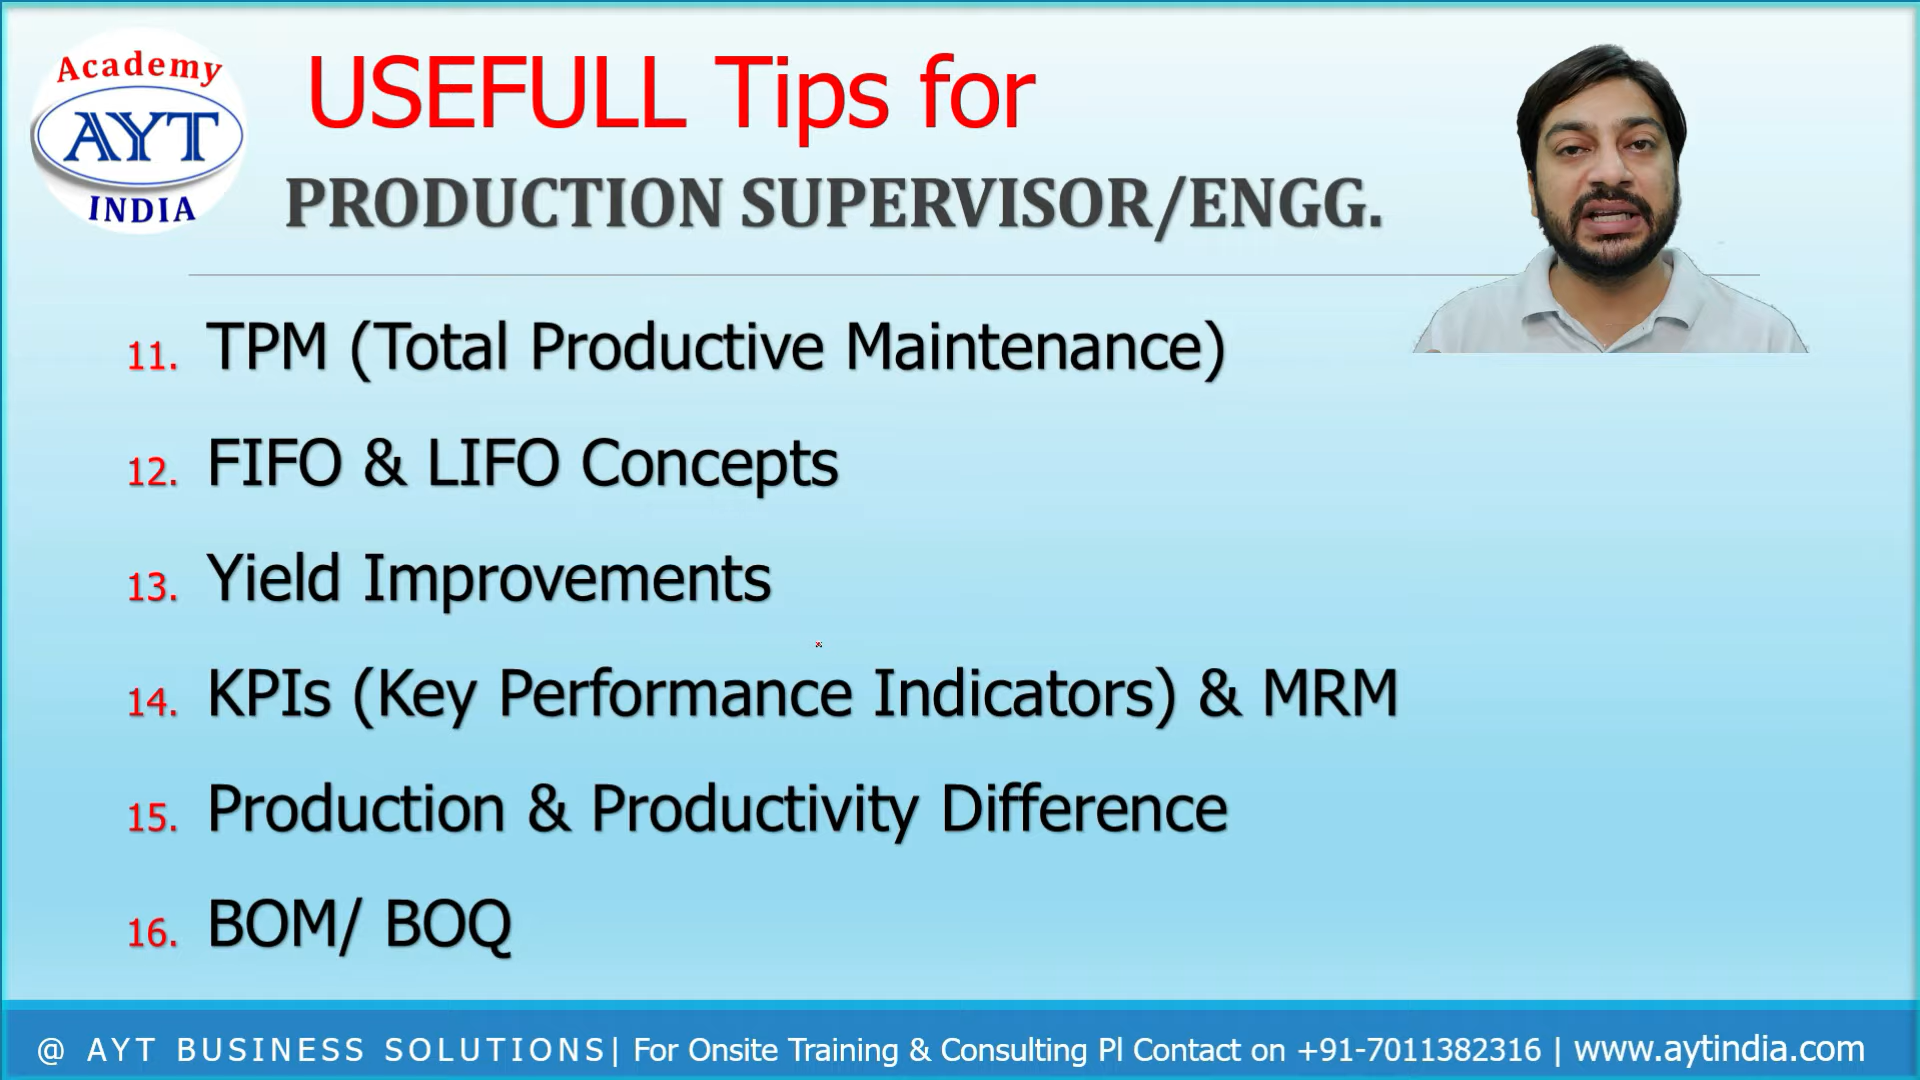 Academy
AYT
INDIA
USEFULL Tips for
PRODUCTION SUPERVISOR/ENGG.
11. TPM (Total Productive Maintenance)
12. FIFO & LIFO Concepts
13. Yield Improvements
14. KPIs (Key Performance Indicators) & MRM
15. Production & Productivity Difference
16. BOM/ BOQ
@ AYT BUSINESS SOLUTIONS| For Onsite Training & Consulting Pl Contact on +91-7011382316 | www.aytindia.com